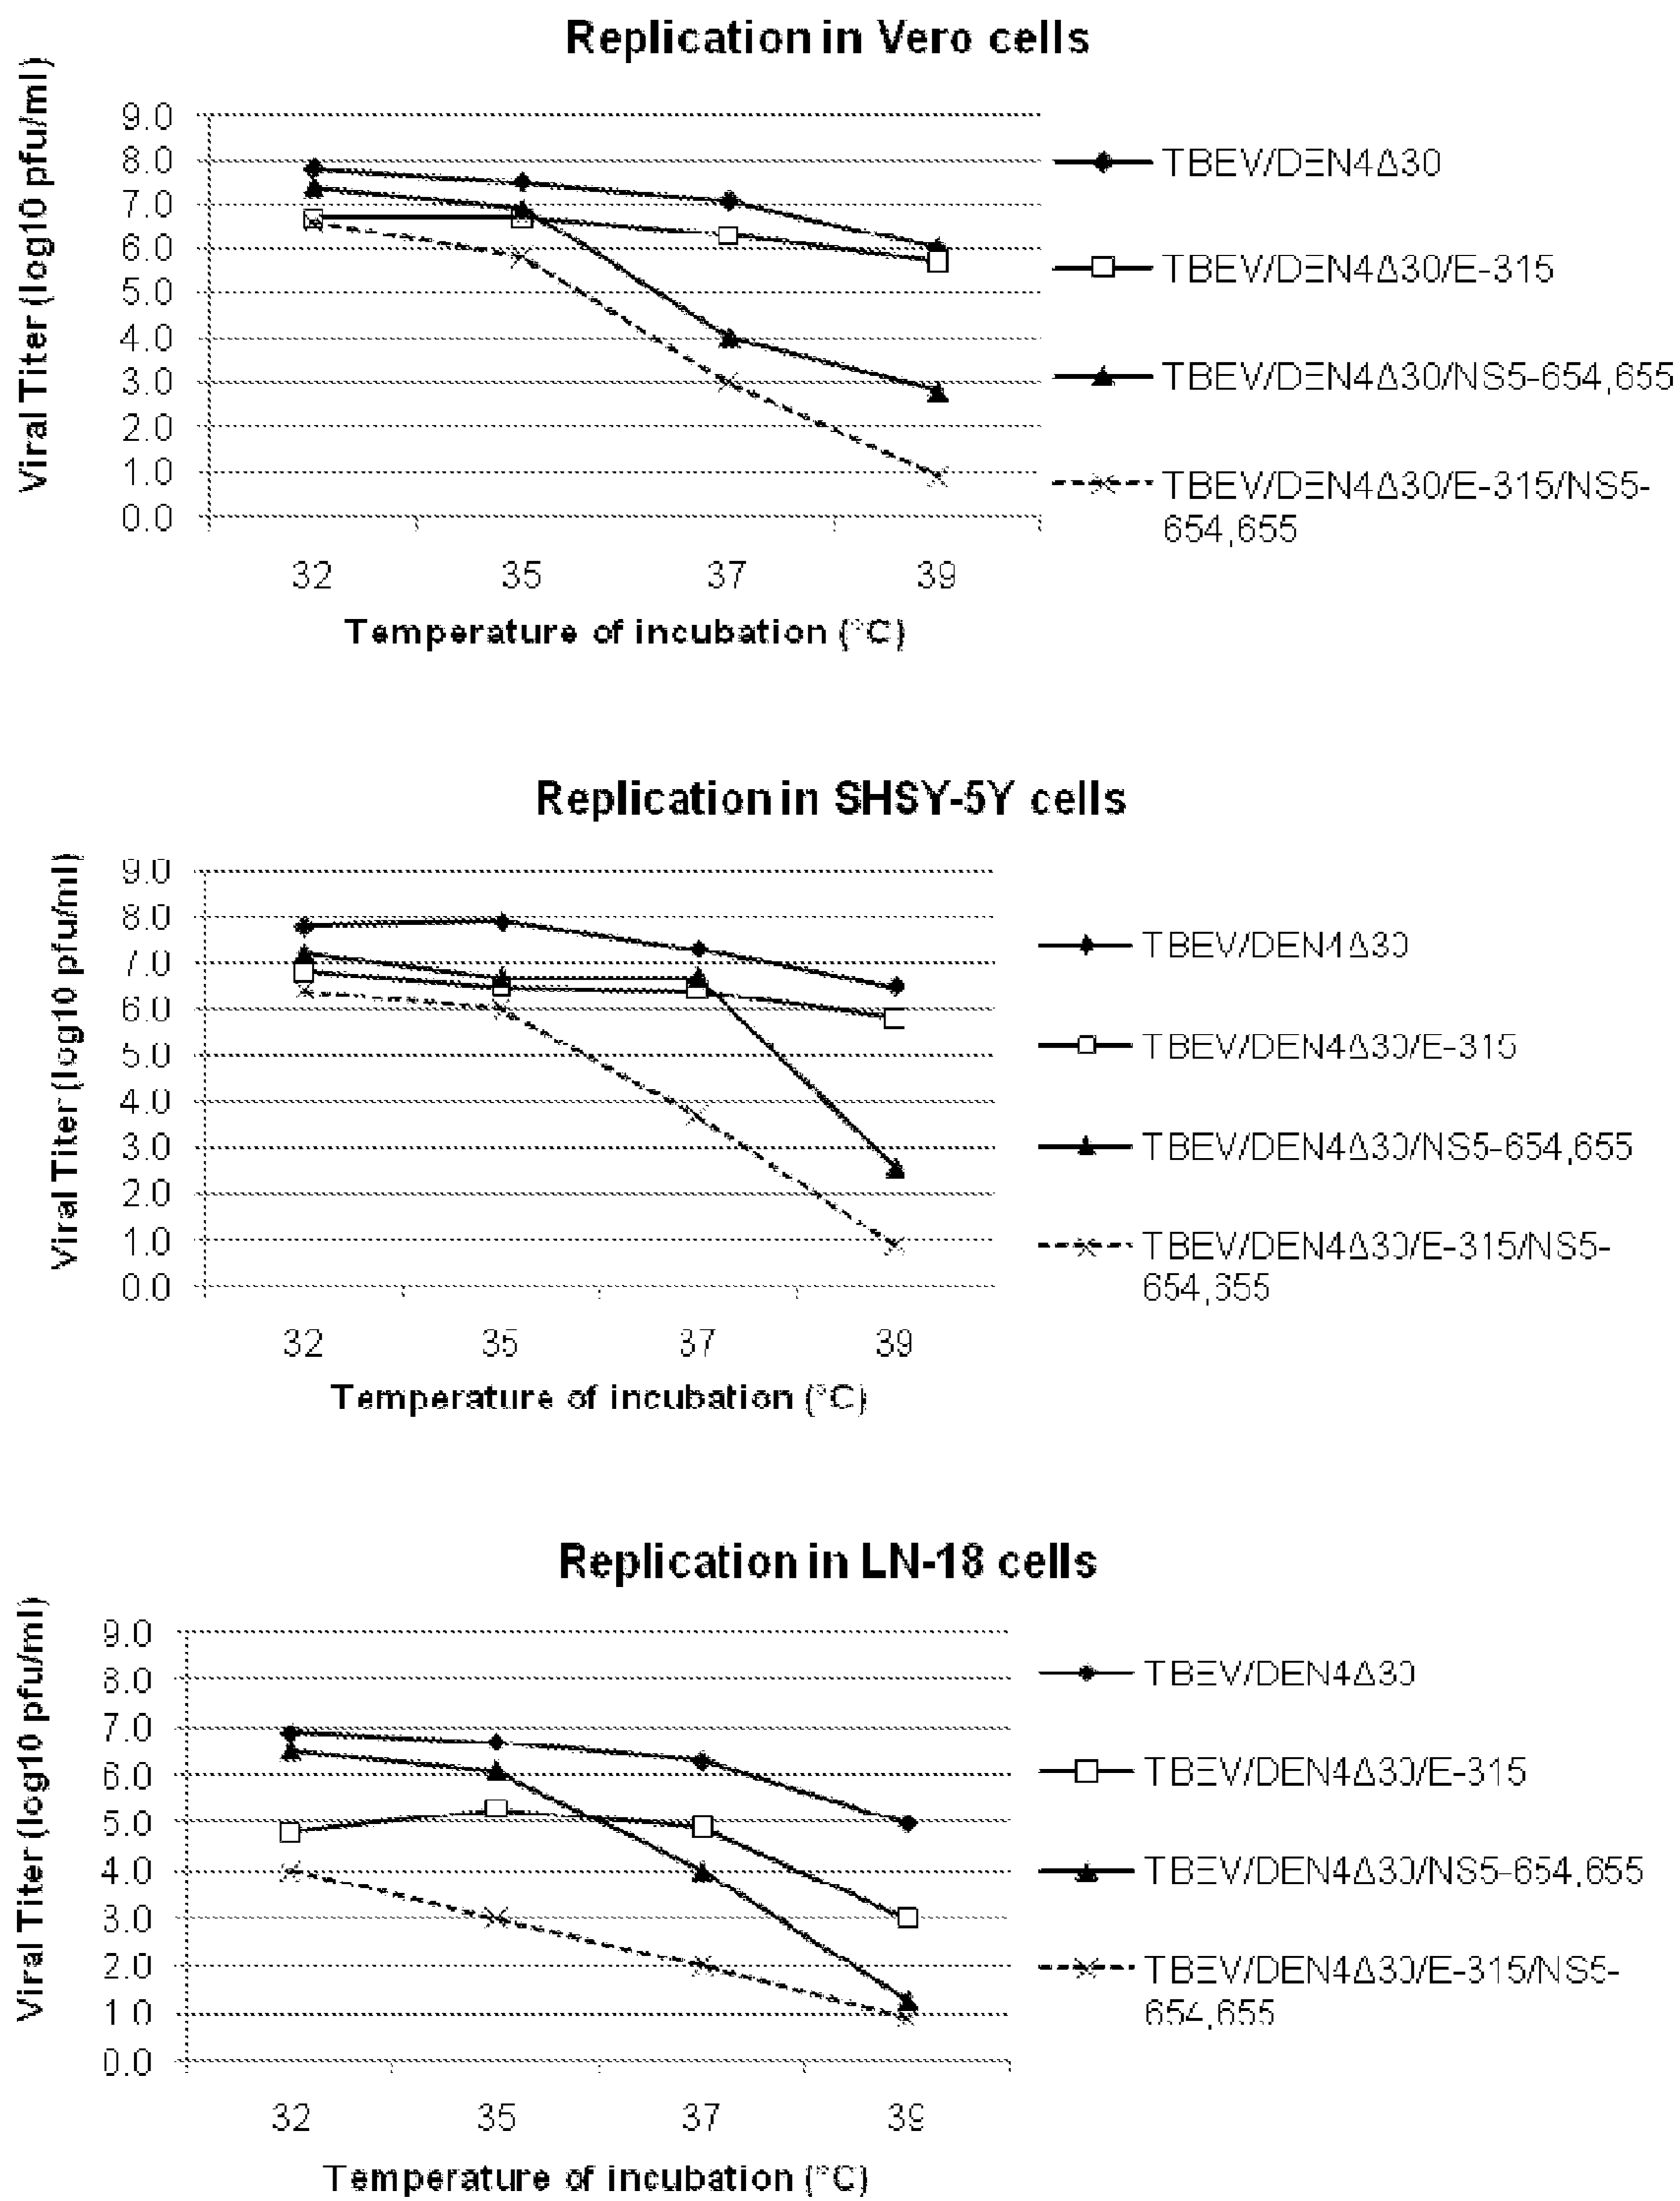 Replication in Vero cells
Viral Titer (log10 pfu/ml)
9.0
8.0
7.0
6.0
5.0
4.0
3.0
2.0
1.0
0.0
32 35 37 39
Temperature of incubation (°C)
TBEV/DEN4Δ30
TBEV/DEN4Δ30/E-315
TBEV/DEN4Δ30/NS5-654,655
TBEV/DEN4Δ30/E-315/NS5-
654,655
Replication in SHSY-5Y cells
Viral Titer (log10 pfu/ml)
9.0
8.0
7.0
6.0
5.0
4.0
3.0
2.0
1.0
0.0
32 35 37 39
Temperature of incubation (°C)
TBEV/DEN4Δ30
TBEV/DEN4Δ30/E-315
TBEV/DEN4Δ30/NS5-654,655
TBEV/DEN4Δ30/E-315/NS5-
654,655
Replication in LN-18 cells
Viral Titer (log10 pfu/ml)
9.0
8.0
7.0
6.0
5.0
4.0
3.0
2.0
1.0
0.0
32 35 37 39
Temperature of incubation (°C)
TBEV/DEN4Δ30
TBEV/DEN4Δ30/E-315
TBEV/DEN4Δ30/NS5-654,655
TBEV/DEN4Δ30/E-315/NS5-
654,655